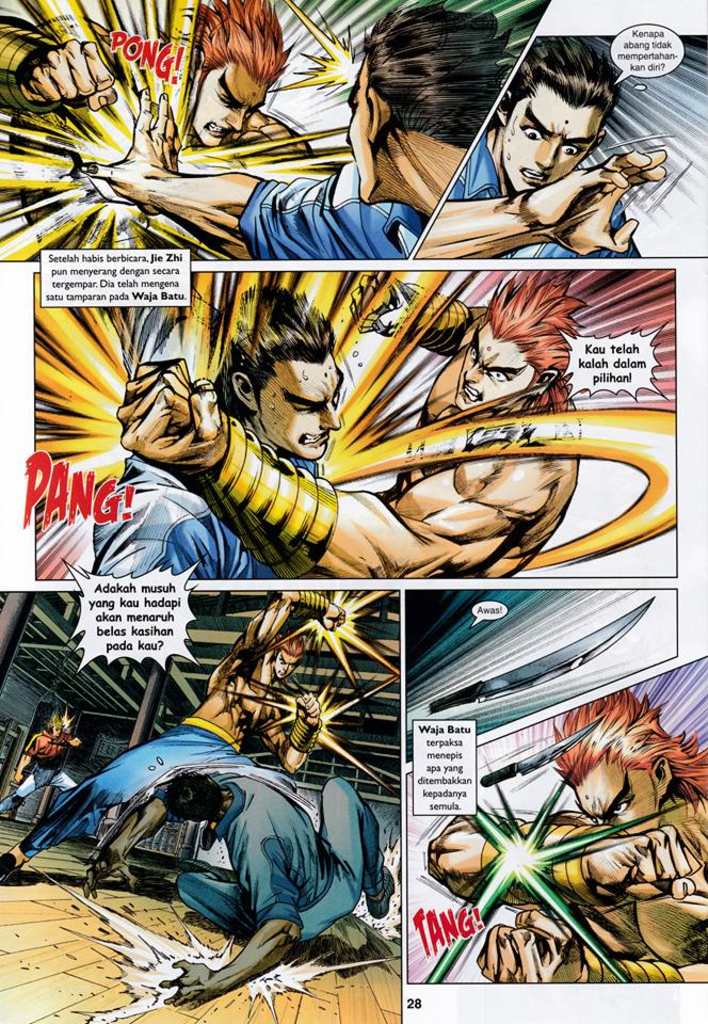 PONG!
Kenapa
abang tidak
mempertahan-
kan diri?
Setelah habis berbicara, Jie Zhi
pun menyerang dengan secara
tergempar. Dia telah mengena
satu tamparan pada Waja Batu.
Kau telah
kalah dalam
pilihan!
PANG!
Adakah musuh
yang kau hadapi
akan menaruh
belas kasihan
pada kau?
Awas!
Waja Batu
terpaksa
menepis
apa yang
ditembakkan
kepadanya
semula.
TANG!
28